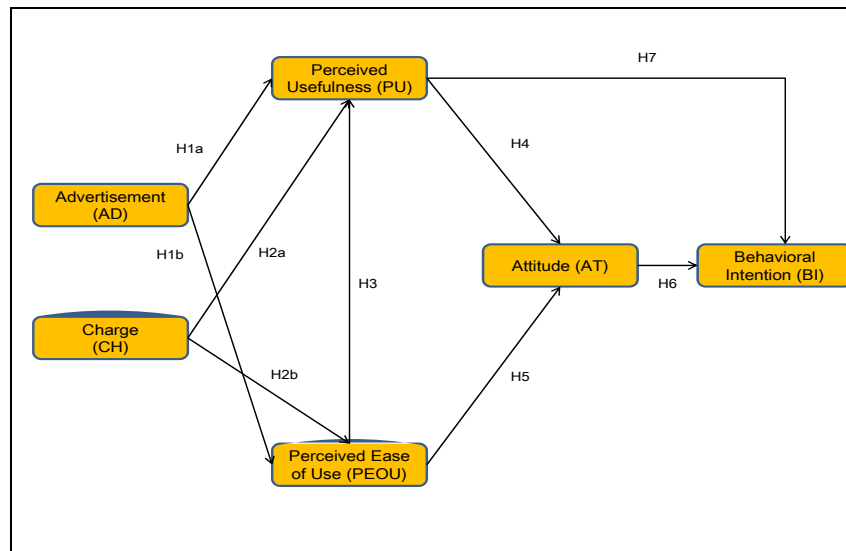 Perceived
Usefulness (PU)
H7
H1a
H4
Advertisement
(AD)
H1b
H2a
Attitude (AT)
Behavioral
Intention (BI)
H3
H6
Charge
(CH)
H2b
H5
Perceived Ease
of Use (PEOU)